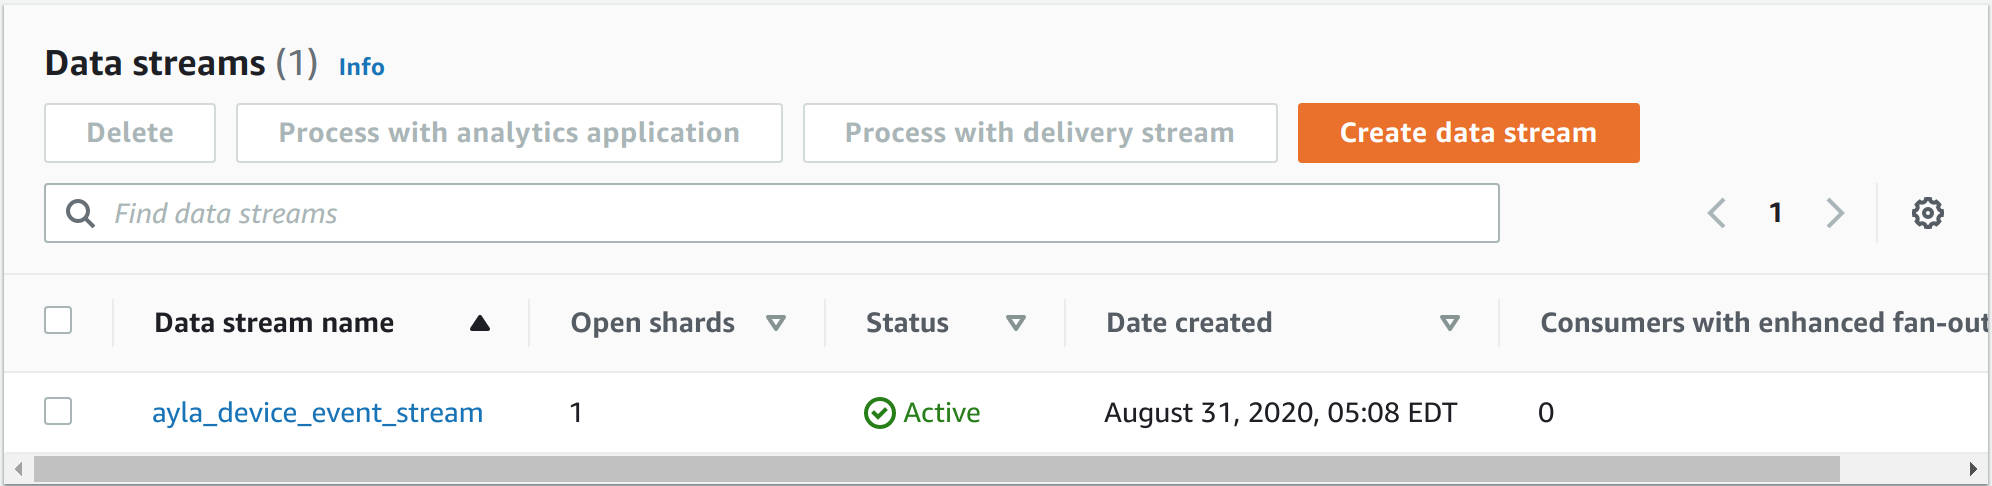 Data streams (1) Info
Delete Process with analytics application Process with delivery stream Create data stream
Find data streams 1
Data stream name Open shards Status Date created Consumers with enhanced fan-out
ayla_device_event_stream 1 Active August 31, 2020, 05:08 EDT 0